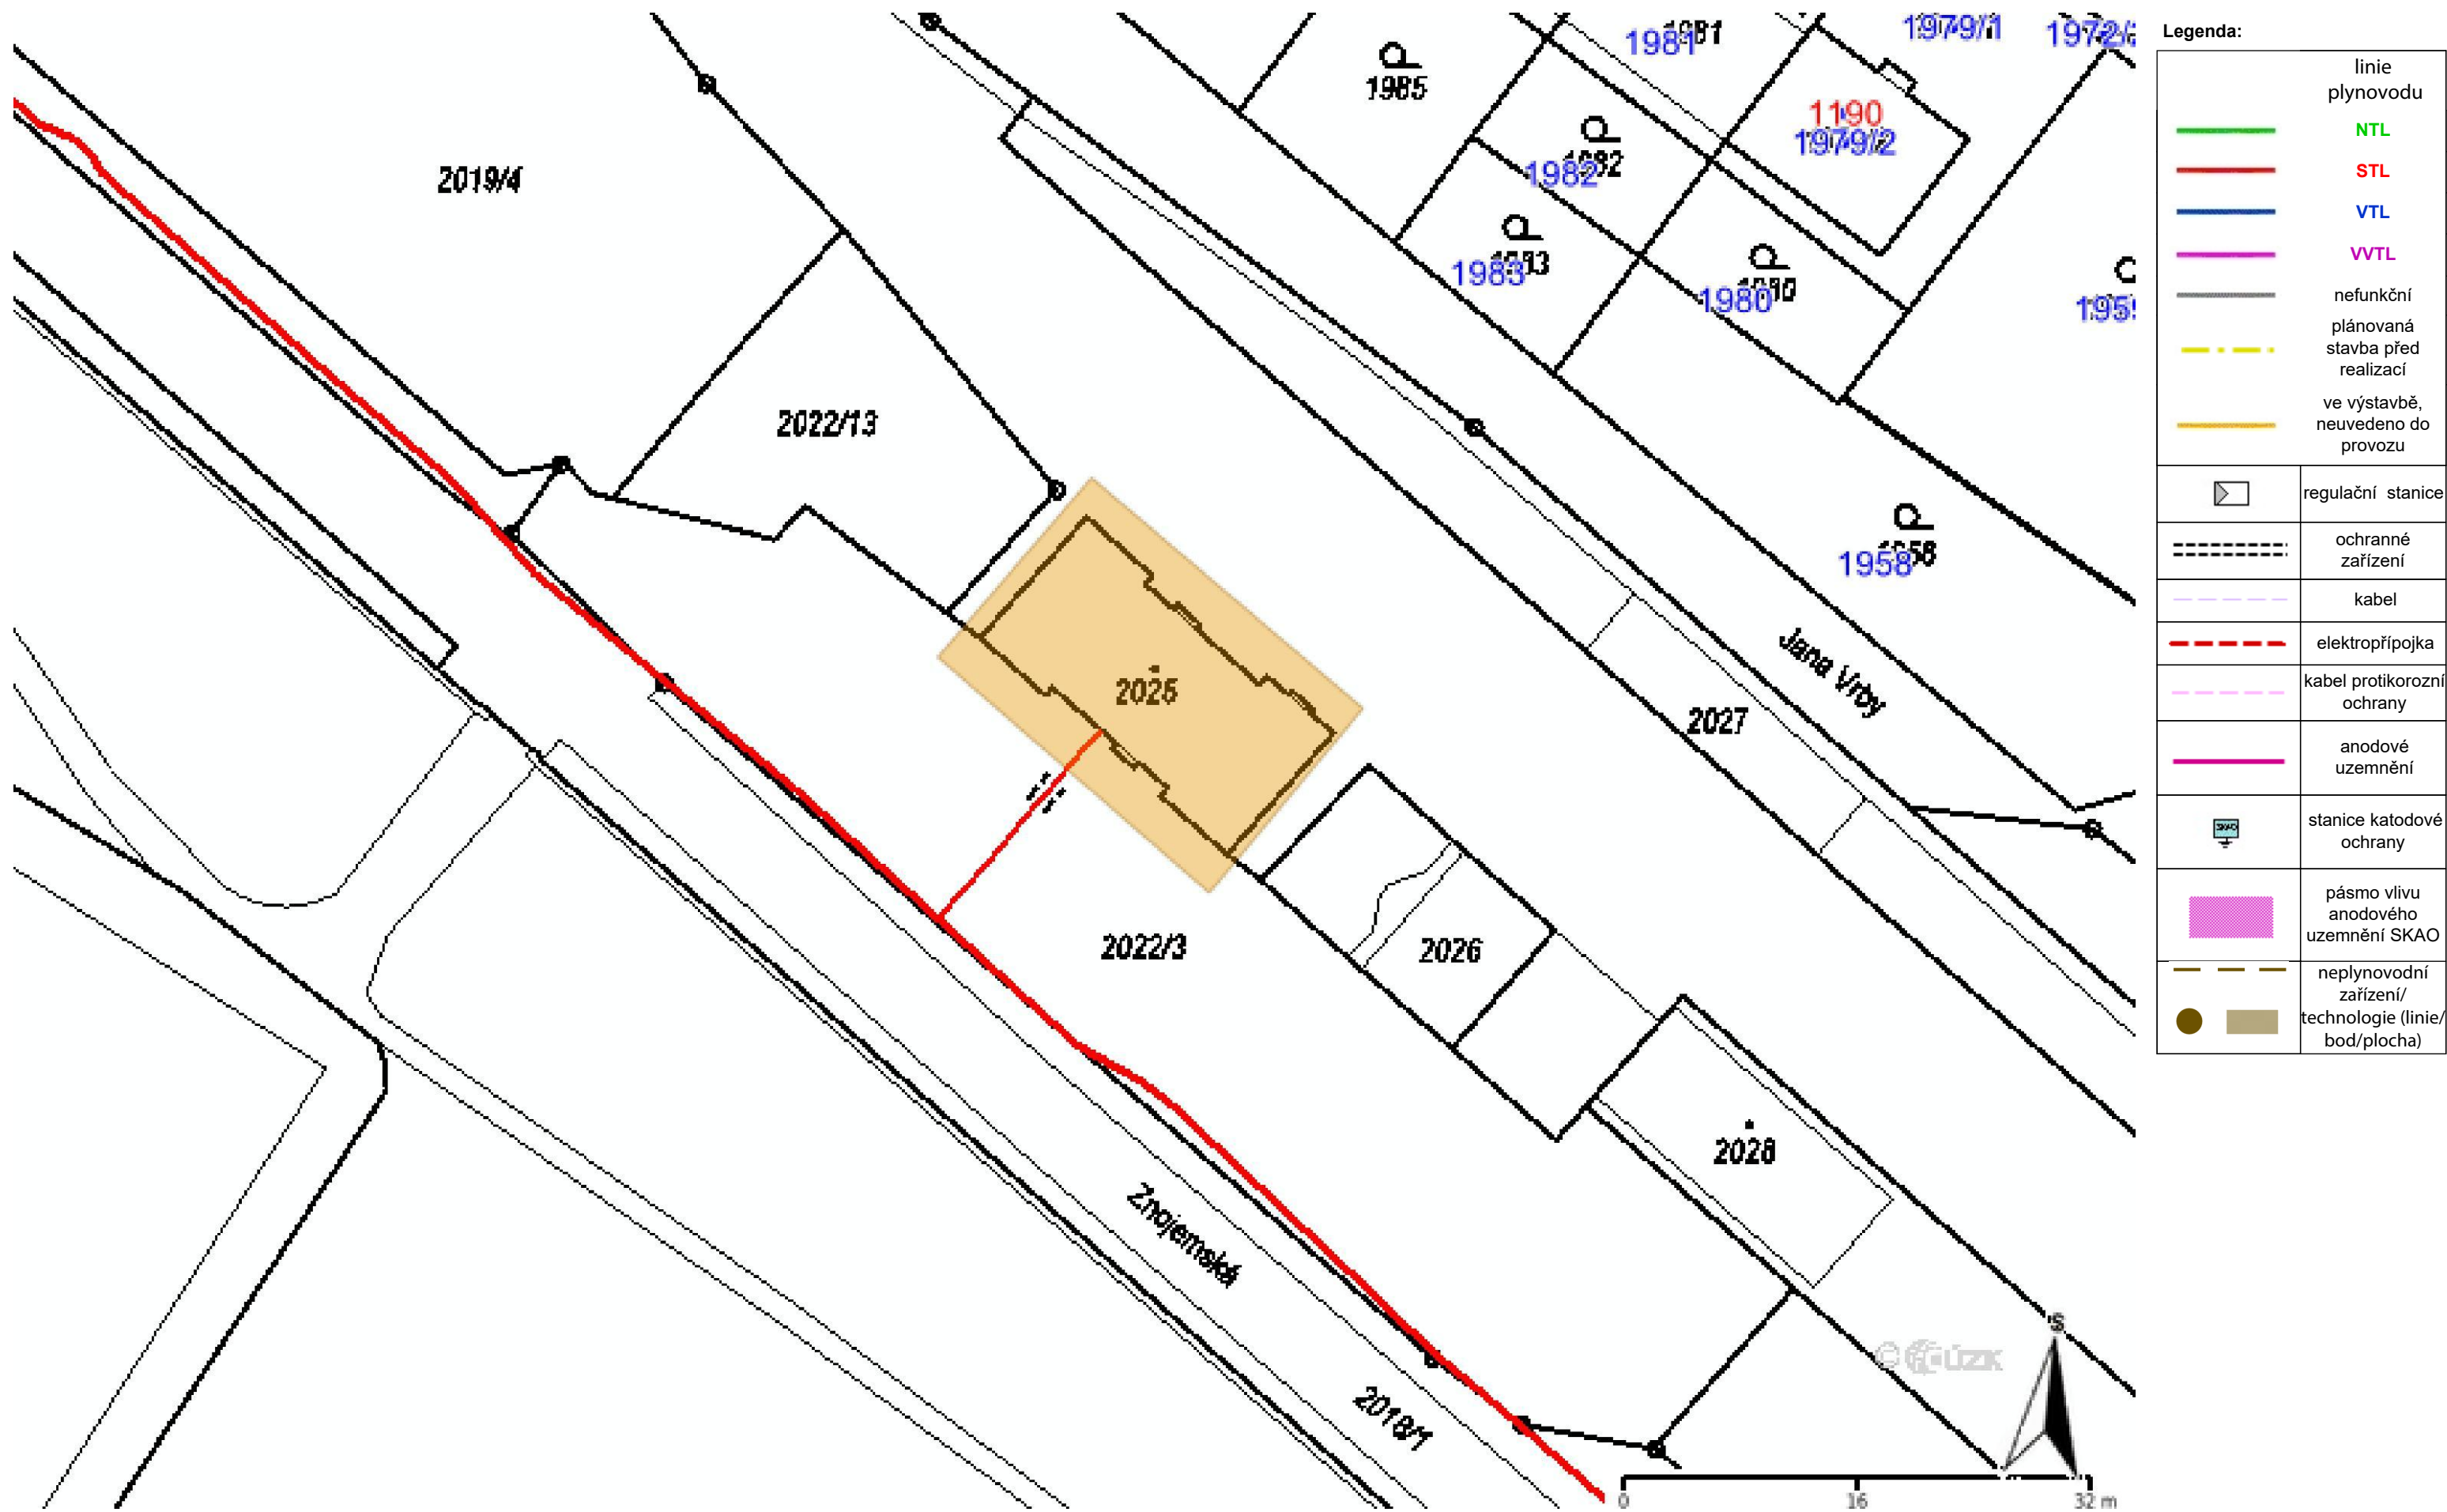 1981
1979/1
Legenda:
1985
1190
1979/2
1982
2019/4
1983
1980
2022/13
1958
2025
Jana Vrby
2027
2022/3
2026
2028
Znojemská
2018/1
S
0
16
32 m
linie
plynovodu
NTL
STL
VTL
VVTL
nefunkční
plánovaná
stavba před
realizací
ve výstavbě,
neuvedeno do
provozu
regulační stanice
ochranné
zařízení
kabel
elektropřípojka
kabel protikorozní
ochrany
anodové
uzemnění
SKAO
stanice katodové
ochrany
pásmo vlivu
anodového
uzemnění SKAO
neplynovodní
zařízení/
technologie (linie/
bod/plocha)